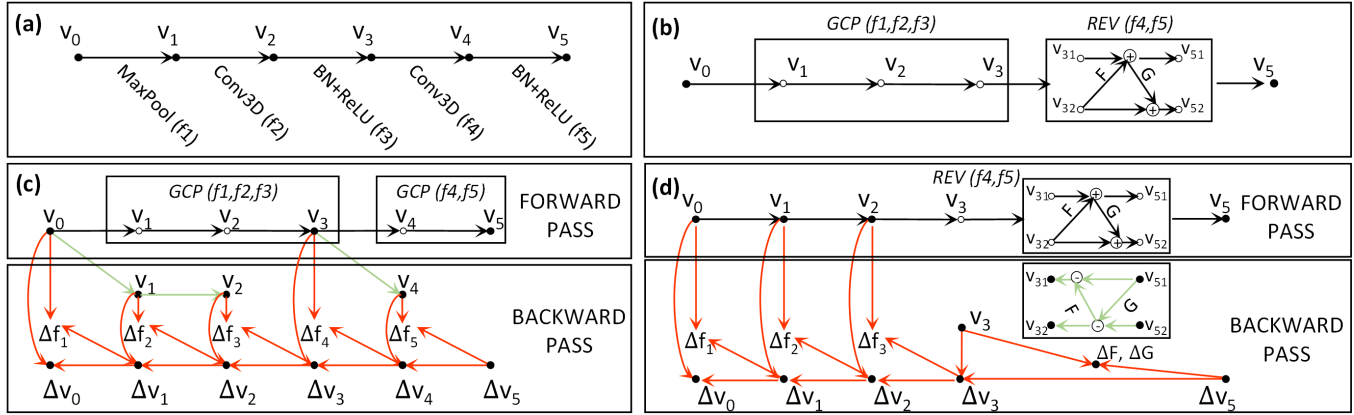 (a)
v0 v1 v2 v3 v4 v5
MaxPool (f1)
Conv3D (f2)
BN+ReLU (f3)
Conv3D (f4)
BN+ReLU (f5)
(b)
GCP (f1,f2,f3) REV (f4,f5)
v0 v1 v2 v3 v31 F + G v51 v5
v32 + v52
(c)
GCP (f1,f2,f3) GCP (f4,f5)
v0 v1 v2 v3 v4 v5
FORWARD
PASS
v1 v2 v4
Δf1 Δf2 Δf3 Δf4 Δf5
BACKWARD
PASS
Δv0 Δv1 Δv2 Δv3 Δv4 Δv5
(d)
REV (f4,f5)
v0 v1 v2 v3 v31 F + G v51 v5
v32 + v52
FORWARD
PASS
v31 - v51
F G
v32 - v52
v3
Δf1 Δf2 Δf3 ΔF, ΔG
BACKWARD
PASS
Δv0 Δv1 Δv2 Δv3 Δv5